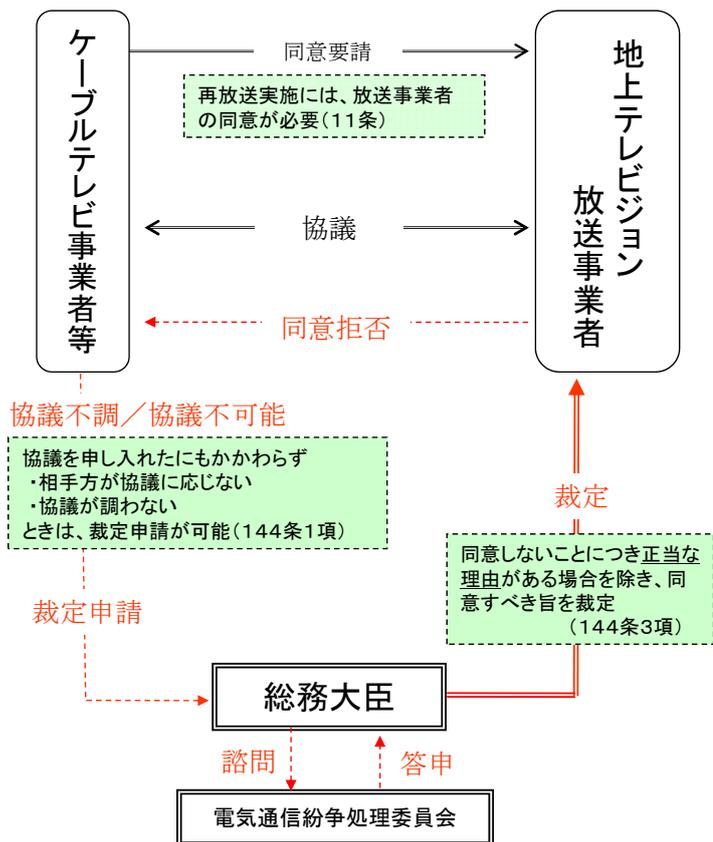 ケーブルテレビ事業者等
同意要請
地上テレビジョン
放送事業者
再放送実施には、放送事業者
の同意が必要(11条)
協議
同意拒否
協議不調／協議不可能
協議を申し入れたにもかかわらず
・相手方が協議に応じない
・協議が調わない
ときは、裁定申請が可能(144条1項)
裁定
同意しないことにつき正当な
理由がある場合を除き、同
意すべき旨を裁定
(144条3項)
裁定申請
総務大臣
諮問
答申
電気通信紛争処理委員会